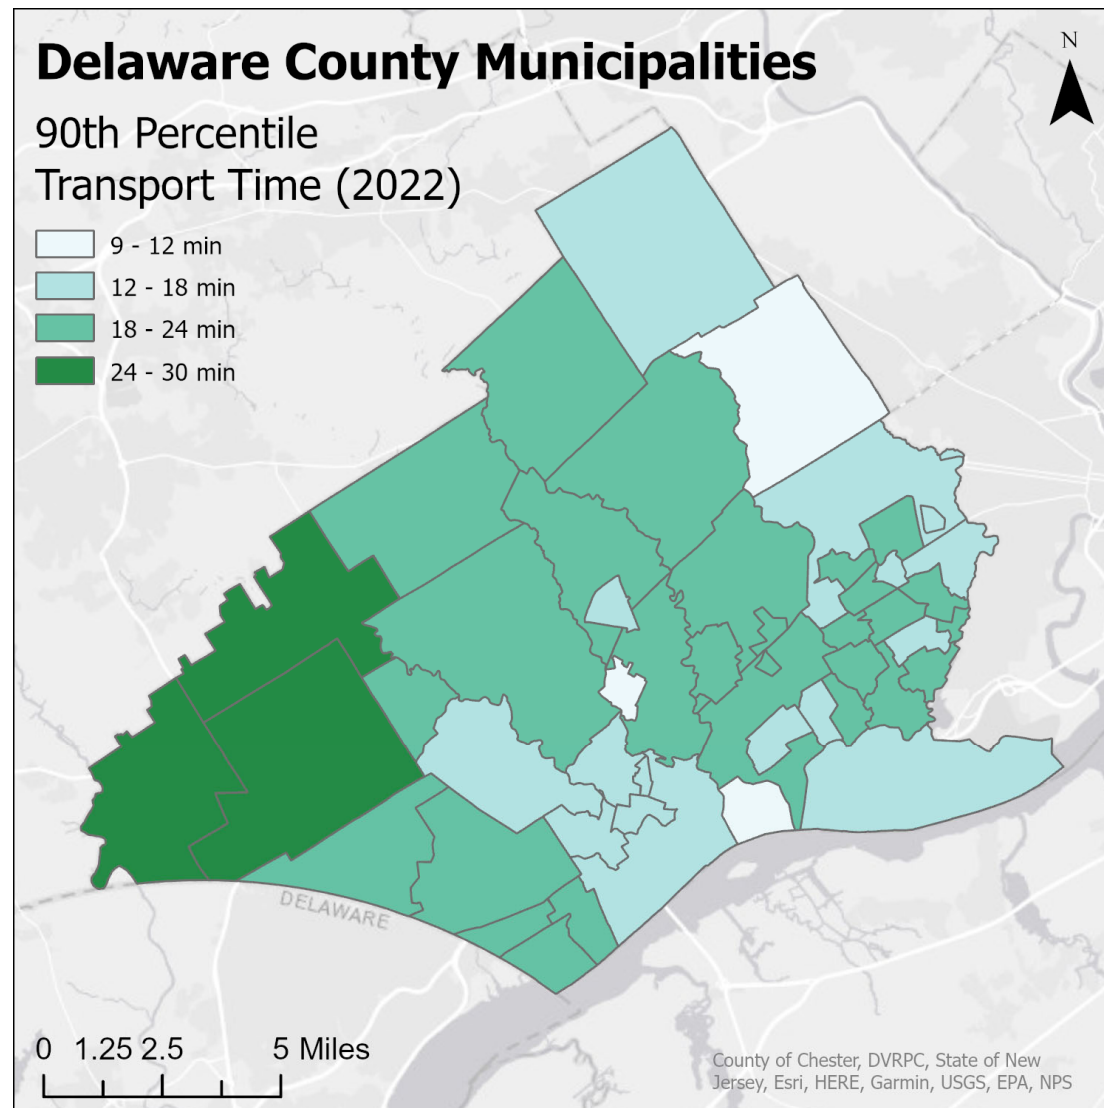 Delaware County Municipalities
N
90th Percentile
Transport Time (2022)
9 - 12 min
12 - 18 min
18 - 24 min
24 - 30 min
DELAWARE
0 1.25 2.5 5 Miles
County of Chester, DVRPC, State of New
Jersey, Esri, HERE, Garmin, USGS, EPA, NPS